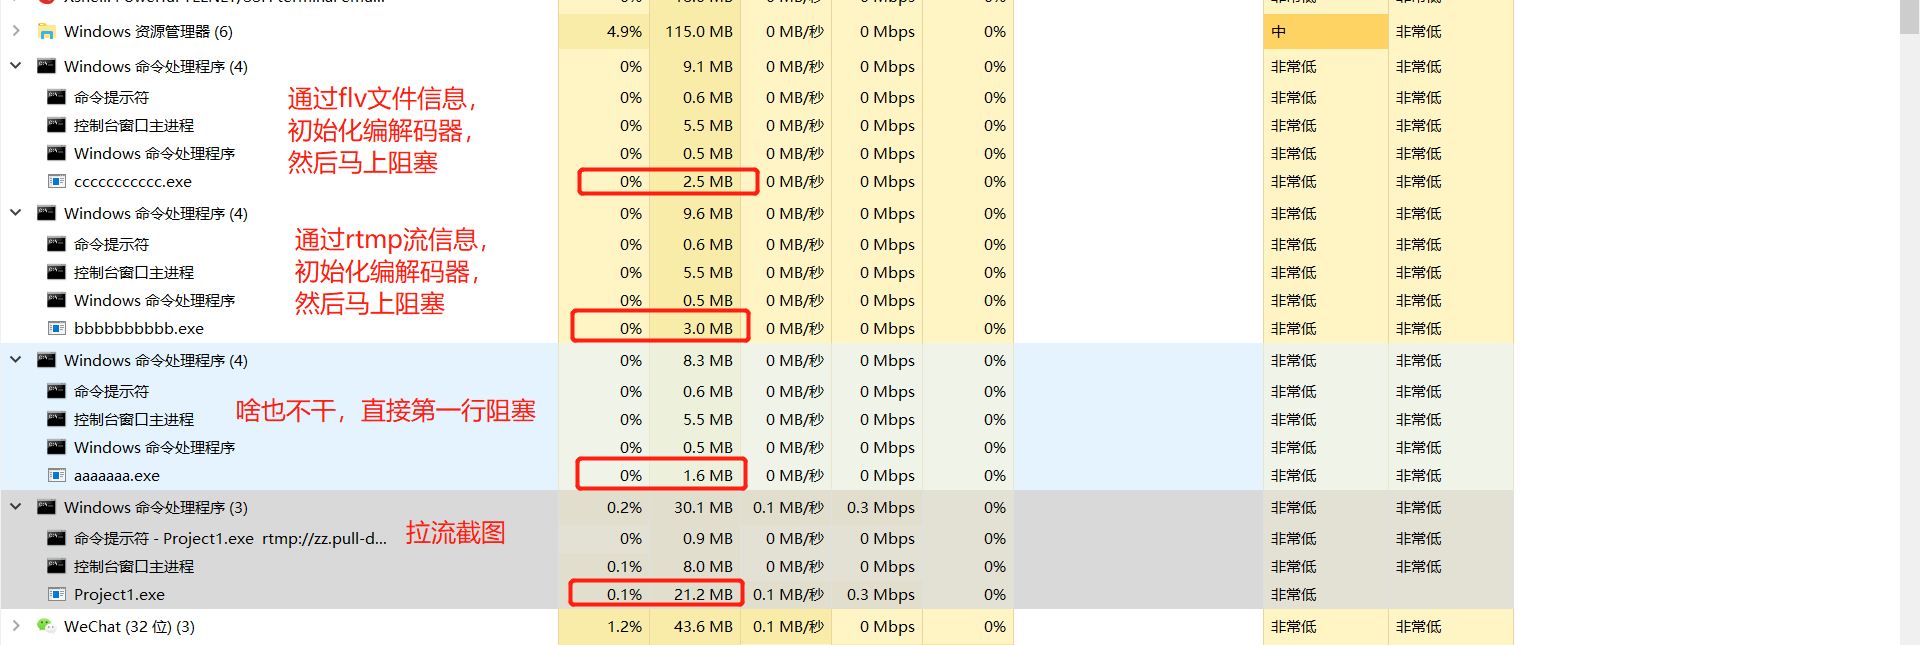 0% 0 MB/秒 0 Mbps 0% 非常低 非常低
Windows 资源管理器 (6) 4.9% 115.0 MB 0 MB/秒 0 Mbps 0% 中 非常低
Windows 命令处理程序 (4) 0% 9.1 MB 0 MB/秒 0 Mbps 0% 非常低 非常低
命令提示符 0% 0.6 MB 0 MB/秒 0 Mbps 0% 非常低 非常低
控制台窗口主进程 0% 5.5 MB 0 MB/秒 0 Mbps 0% 非常低 非常低
Windows 命令处理程序 0% 0.5 MB 0 MB/秒 0 Mbps 0% 非常低 非常低
ccccccccccc.exe 0% 2.5 MB 0 MB/秒 0 Mbps 0% 非常低 非常低
通过flv文件信息，
初始化编解码器，
然后马上阻塞
Windows 命令处理程序 (4) 0% 9.6 MB 0 MB/秒 0 Mbps 0% 非常低 非常低
命令提示符 0% 0.6 MB 0 MB/秒 0 Mbps 0% 非常低 非常低
控制台窗口主进程 0% 5.5 MB 0 MB/秒 0 Mbps 0% 非常低 非常低
Windows 命令处理程序 0% 0.5 MB 0 MB/秒 0 Mbps 0% 非常低 非常低
bbbbbbbbbb.exe 0% 3.0 MB 0 MB/秒 0 Mbps 0% 非常低 非常低
通过rtmp流信息，
初始化编解码器，
然后马上阻塞
Windows 命令处理程序 (4) 0% 8.3 MB 0 MB/秒 0 Mbps 0% 非常低 非常低
命令提示符 0% 0.6 MB 0 MB/秒 0 Mbps 0% 非常低 非常低
控制台窗口主进程 0% 5.5 MB 0 MB/秒 0 Mbps 0% 非常低 非常低
Windows 命令处理程序 0% 0.5 MB 0 MB/秒 0 Mbps 0% 非常低 非常低
aaaaaaa.exe 0% 1.6 MB 0 MB/秒 0 Mbps 0% 非常低 非常低
啥也不干，直接第一行阻塞
Windows 命令处理程序 (3) 0.2% 30.1 MB 0.1 MB/秒 0.3 Mbps 0% 非常低 非常低
命令提示符 - Project1.exe rtmp://zz.pull-d... 0% 0.9 MB 0 MB/秒 0 Mbps 0% 非常低 非常低
控制台窗口主进程 0.1% 8.0 MB 0 MB/秒 0 Mbps 0% 非常低 非常低
Project1.exe 0.1% 21.2 MB 0.1 MB/秒 0.3 Mbps 0% 非常低
拉流截图
WeChat (32 位) (3) 1.2% 43.6 MB 0.1 MB/秒 0 Mbps 0% 非常低 非常低